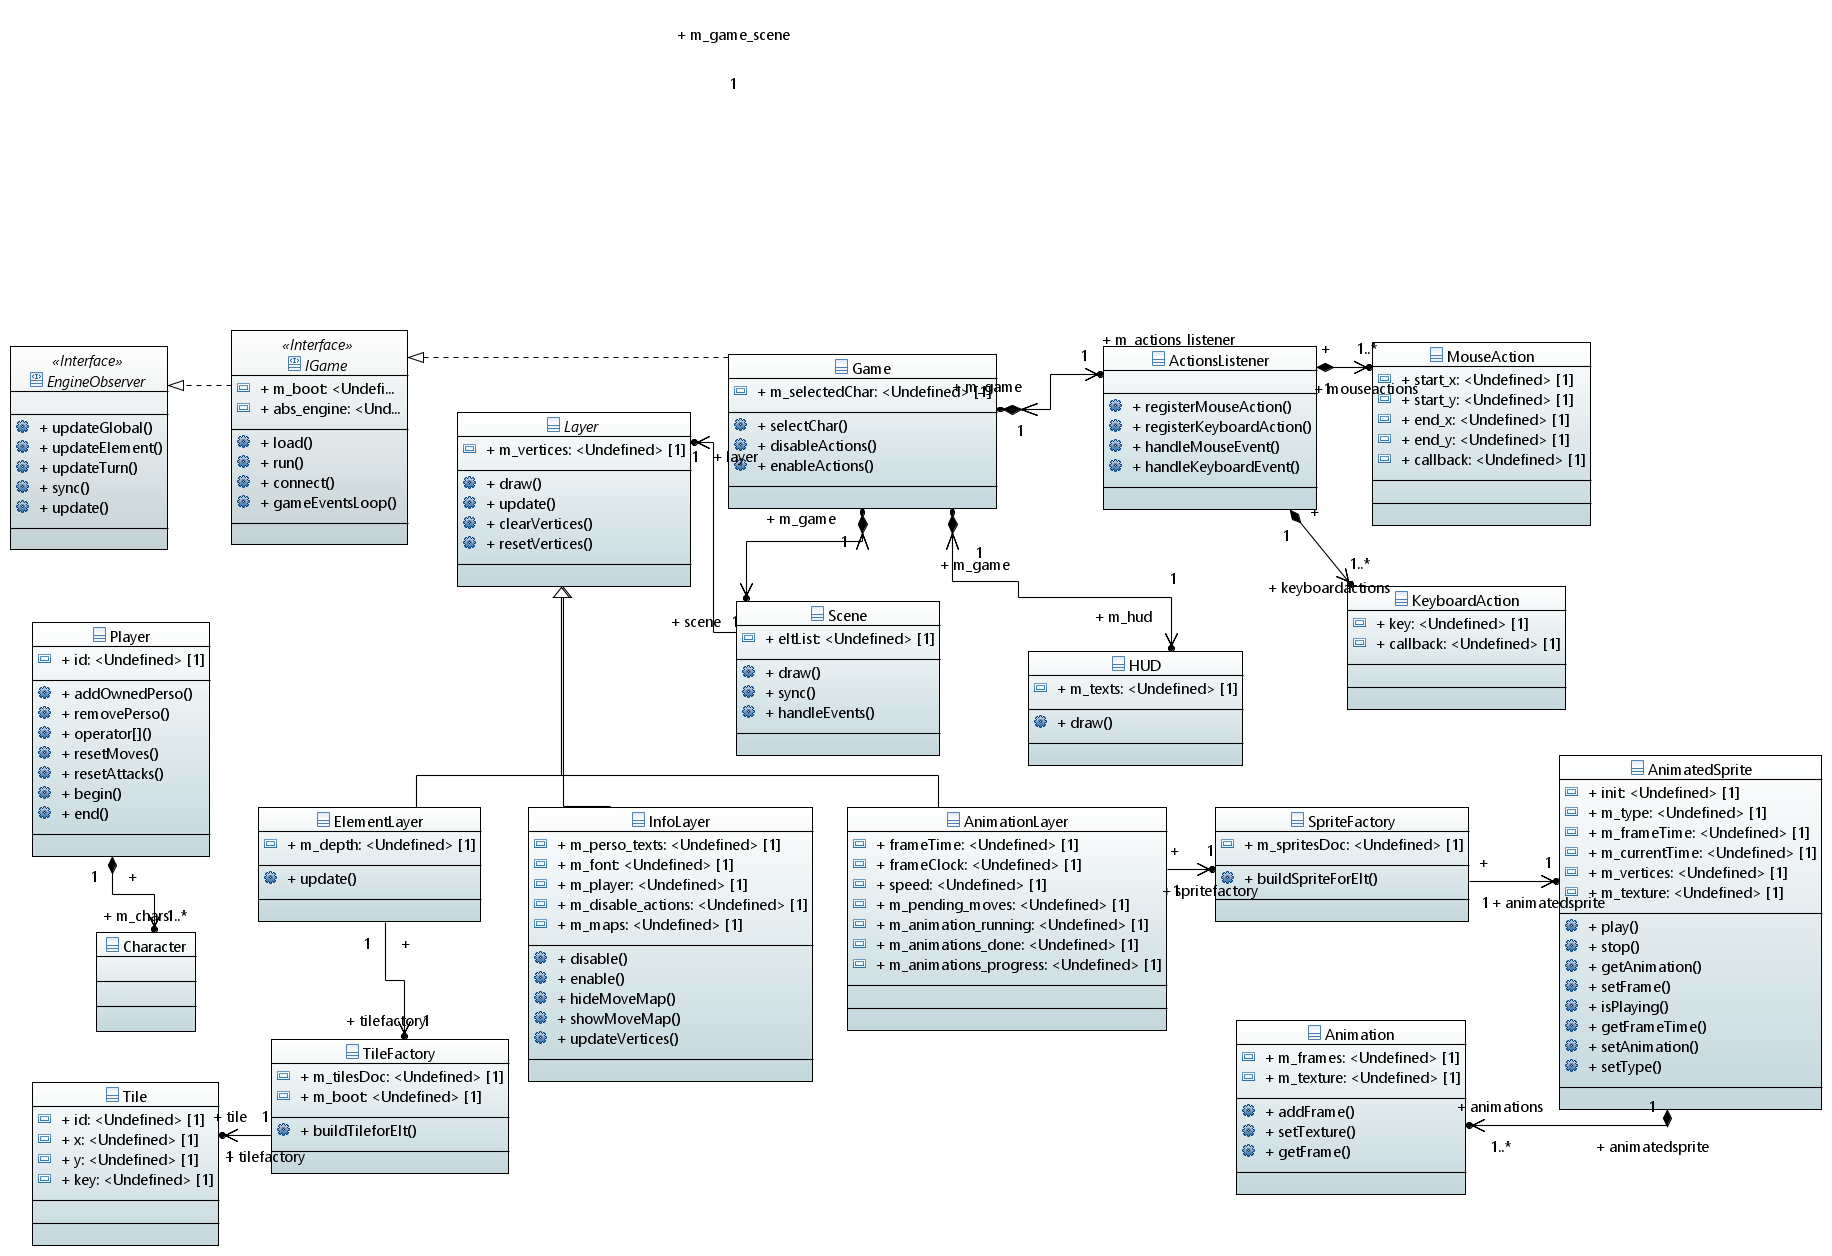 + m_game_scene
1
«Interface»
EngineObserver
+ updateGlobal()
+ updateElement()
+ updateTurn()
+ sync()
+ update()
«Interface»
IGame
+ m_boot: <Undefi...
+ abs_engine: <Und...
+ load()
+ run()
+ connect()
+ gameEventsLoop()
Layer
+ m_vertices: <Undefined> [1]
+ draw()
+ update()
+ clearVertices()
+ resetVertices()
1
+ layer
Game
+ m_selectedChar: <Undefined> [1]
+ selectChar()
+ disableActions()
+ enableActions()
+ m_game
1
1
+ m_actions_listener
ActionsListener
+ registerMouseAction()
+ registerKeyboardAction()
+ handleMouseEvent()
+ handleKeyboardEvent()
+
1..*
1
+ mouseactions
MouseAction
+ start_x: <Undefined> [1]
+ start_y: <Undefined> [1]
+ end_x: <Undefined> [1]
+ end_y: <Undefined> [1]
+ callback: <Undefined> [1]
+
1
1..*
+ keyboardactions
KeyboardAction
+ key: <Undefined> [1]
+ callback: <Undefined> [1]
+ m_game
1
1
+ m_game
1
+ m_hud
+ scene
1
Scene
+ eltList: <Undefined> [1]
+ draw()
+ sync()
+ handleEvents()
HUD
+ m_texts: <Undefined> [1]
+ draw()
Player
+ id: <Undefined> [1]
+ addOwnedPerso()
+ removePerso()
+ operator[]()
+ resetMoves()
+ resetAttacks()
+ begin()
+ end()
1
+
+ m_chars
1..*
Character
ElementLayer
+ m_depth: <Undefined> [1]
+ update()
1
+
+ tilefactory
1
InfoLayer
+ m_perso_texts: <Undefined> [1]
+ m_font: <Undefined> [1]
+ m_player: <Undefined> [1]
+ m_disable_actions: <Undefined> [1]
+ m_maps: <Undefined> [1]
+ disable()
+ enable()
+ hideMoveMap()
+ showMoveMap()
+ updateVertices()
AnimationLayer
+ frameTime: <Undefined> [1]
+ frameClock: <Undefined> [1]
+ speed: <Undefined> [1]
+ m_pending_moves: <Undefined> [1]
+ m_animation_running: <Undefined> [1]
+ m_animations_done: <Undefined> [1]
+ m_animations_progress: <Undefined> [1]
+
1
1
+ spritefactory
SpriteFactory
+ m_spritesDoc: <Undefined> [1]
+ buildSpriteForElt()
+
1
1
+ animatedsprite
AnimatedSprite
+ init: <Undefined> [1]
+ m_type: <Undefined> [1]
+ m_frameTime: <Undefined> [1]
+ m_currentTime: <Undefined> [1]
+ m_vertices: <Undefined> [1]
+ m_texture: <Undefined> [1]
+ play()
+ stop()
+ getAnimation()
+ setFrame()
+ isPlaying()
+ getFrameTime()
+ setAnimation()
+ setType()
TileFactory
+ m_tilesDoc: <Undefined> [1]
+ m_boot: <Undefined> [1]
+ buildTileforElt()
Tile
+ id: <Undefined> [1]
+ x: <Undefined> [1]
+ y: <Undefined> [1]
+ key: <Undefined> [1]
+ tile
1
1
+ tilefactory
Animation
+ m_frames: <Undefined> [1]
+ m_texture: <Undefined> [1]
+ addFrame()
+ setTexture()
+ getFrame()
+ animations
1
1..*
+ animatedsprite